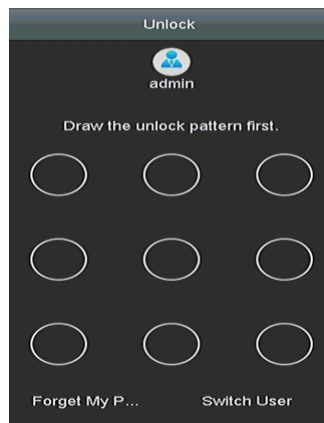 Unlock
admin
Draw the unlock pattern first.
Forget My P...
Switch User